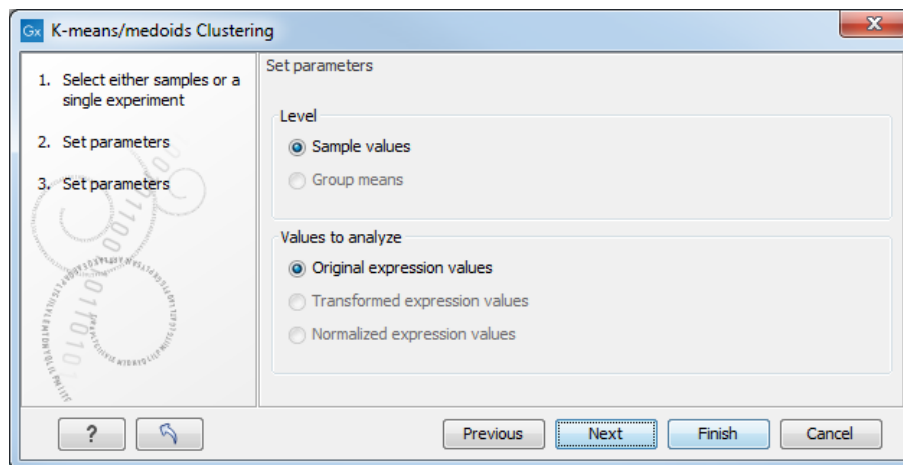 Gx K-means/medoids Clustering
1. Select either samples or a
single experiment
2. Set parameters
3. Set parameters
Set parameters
Level
Sample values
Group means
Values to analyze
Original expression values
Transformed expression values
Normalized expression values
?
Previous
Next
Finish
Cancel